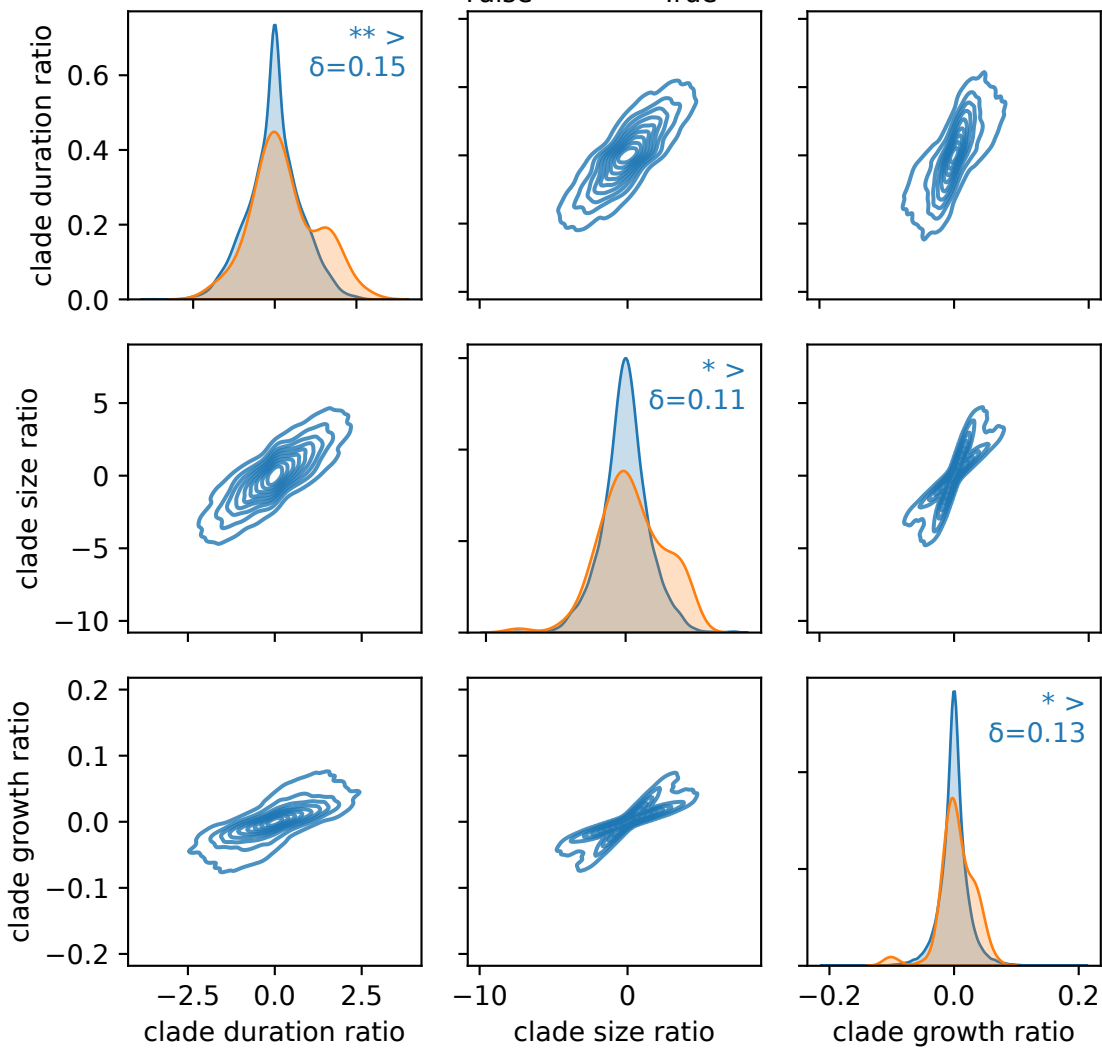 False True
clade duration ratio
0.6
0.4
0.2
0.0
** >
δ=0.15
clade size ratio
5
0
−5
−10
* >
δ=0.11
clade growth ratio
0.2
0.1
0.0
−0.1
−0.2
* >
δ=0.13
−2.5 0.0 2.5
−10 0
−0.2 0.0 0.2
clade duration ratio
clade size ratio
clade growth ratio